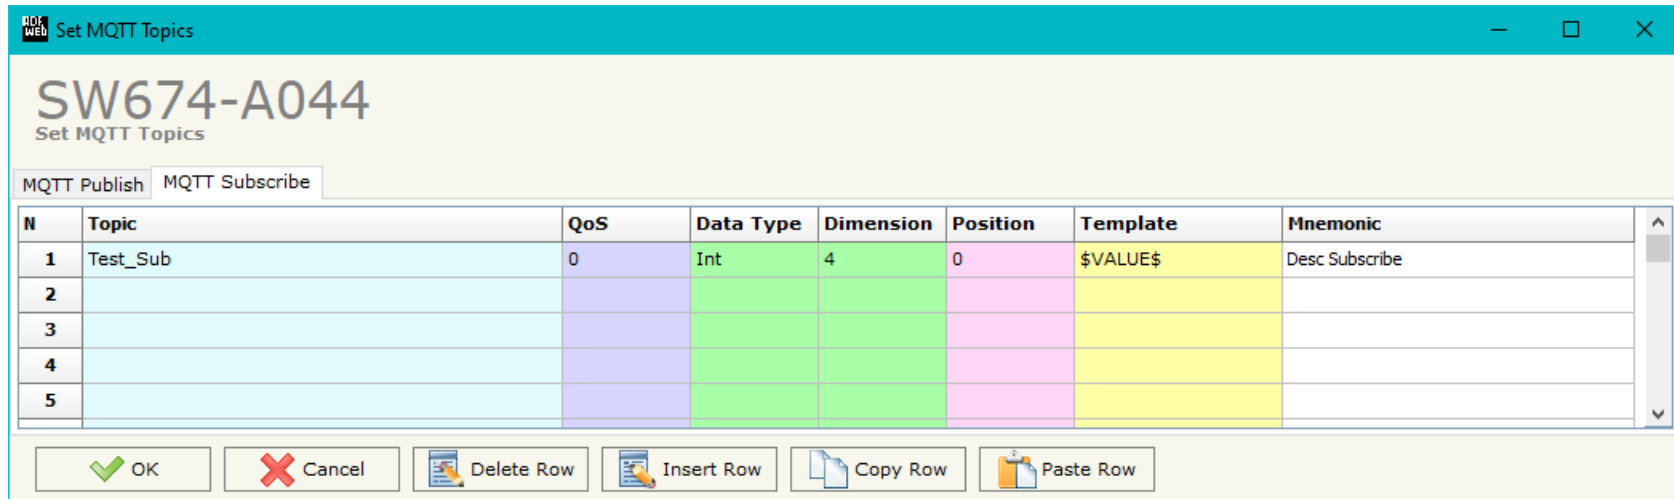 ADF WEB Set MQTT Topics
SW674-A044
Set MQTT Topics
MQTT Publish MQTT Subscribe
N Topic QoS Data Type Dimension Position Template Mnemonic
1 Test_Sub 0 Int 4 0 $VALUE$ Desc Subscribe
2
3
4
5
OK Cancel Delete Row Insert Row Copy Row Paste Row